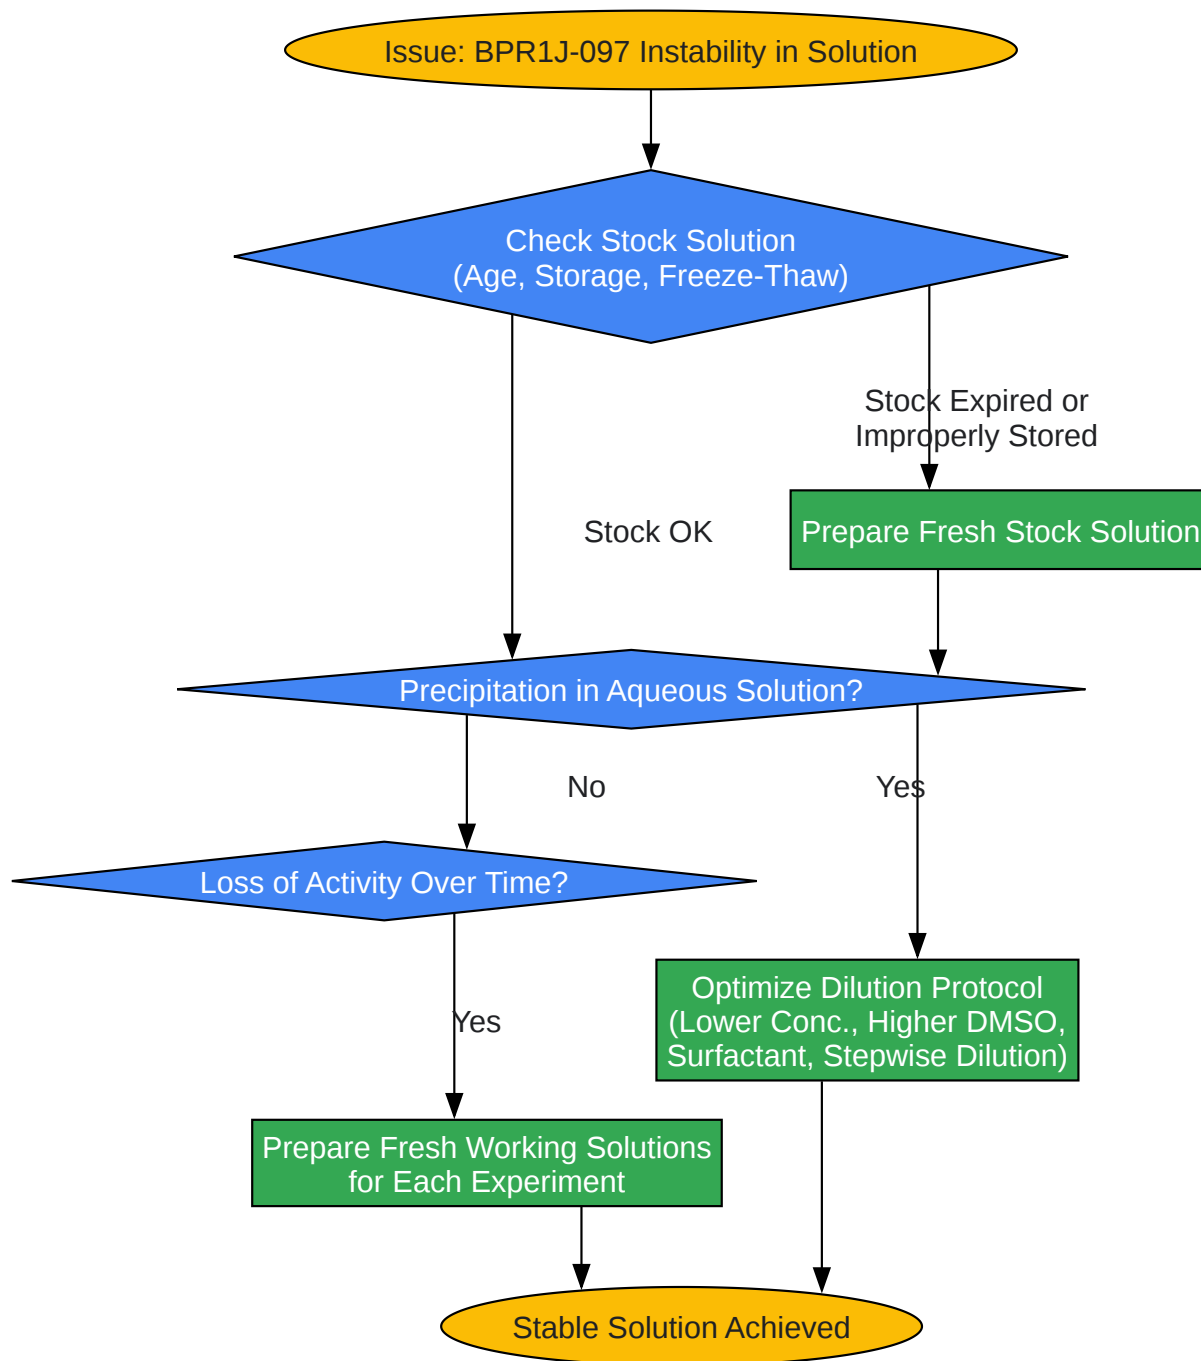 Issue: BPR1J-097 Instability in Solution
Check Stock Solution
(Age, Storage, Freeze-Thaw)
Stock Expired or
Improperly Stored
Stock OK
Prepare Fresh Stock Solution
Precipitation in Aqueous Solution?
No
Yes
Loss of Activity Over Time?
Optimize Dilution Protocol
(Lower Conc., Higher DMSO,
Surfactant, Stepwise Dilution)
Yes
Prepare Fresh Working Solutions
for Each Experiment
Stable Solution Achieved